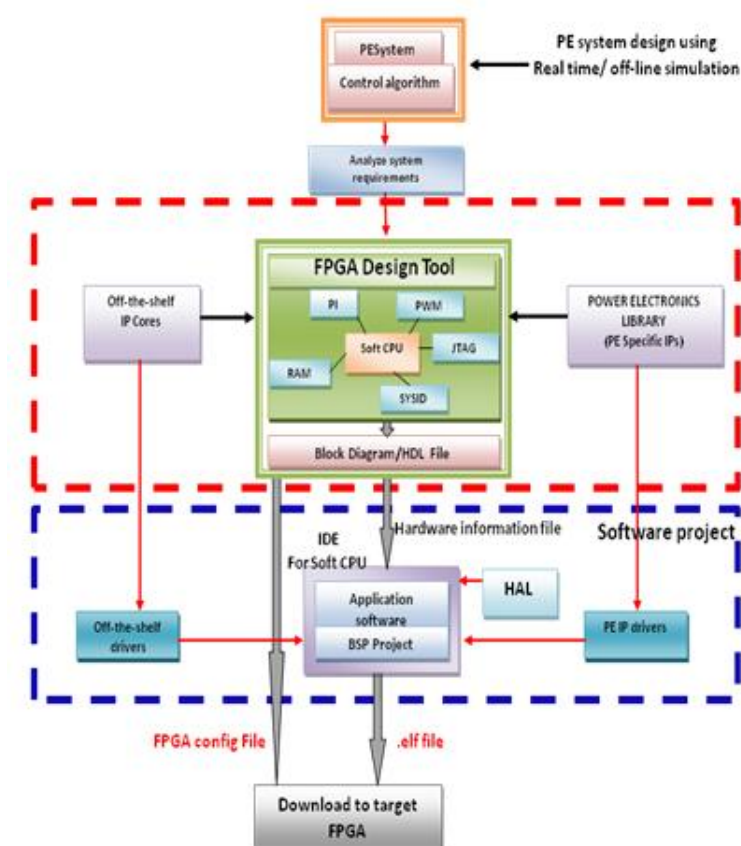 PESystem
Control algorithm
PE system design using
Real time/ off-line simulation
Analyze system
requirements
FPGA Design Tool
PI
PWM
Soft CPU
JTAG
RAM
SYSID
Block Diagram/HDL File
Off-the-shelf
IP Cores
POWER ELECTRONICS
LIBRARY
(PE Specific IPs)
IDE
For Soft CPU
Hardware information file
Software project
Application
software
BSP Project
HAL
Off-the-shelf
drivers
PE IP drivers
FPGA config File
.elf file
Download to target
FPGA